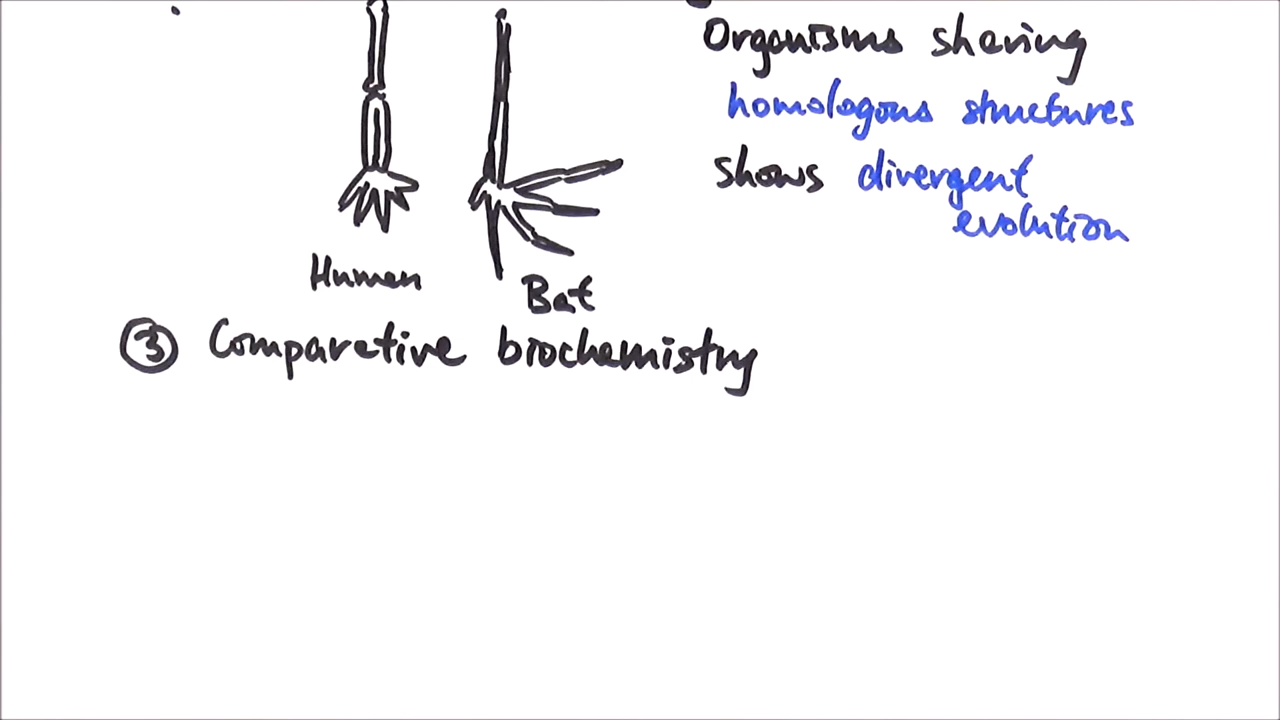 Organisms sharing
homologous structures
shows divergent
evolution
Human
Bat
③ Comparative biochemistry